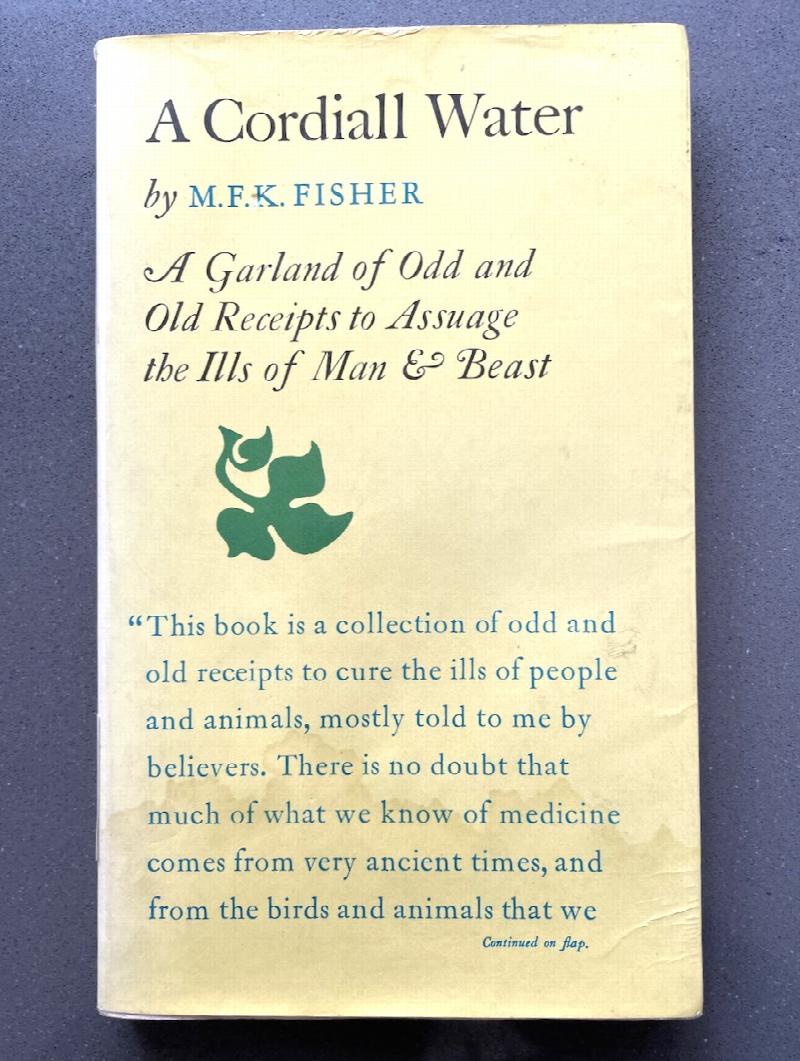 A Cordiall Water
by M.F.K. FISHER
A Garland of Odd and
Old Receipts to Assuage
the Ills of Man & Beast
“This book is a collection of odd and
old receipts to cure the ills of people
and animals, mostly told to me by
believers. There is no doubt that
much of what we know of medicine
comes from very ancient times, and
from the birds and animals that we
Continued on flap.